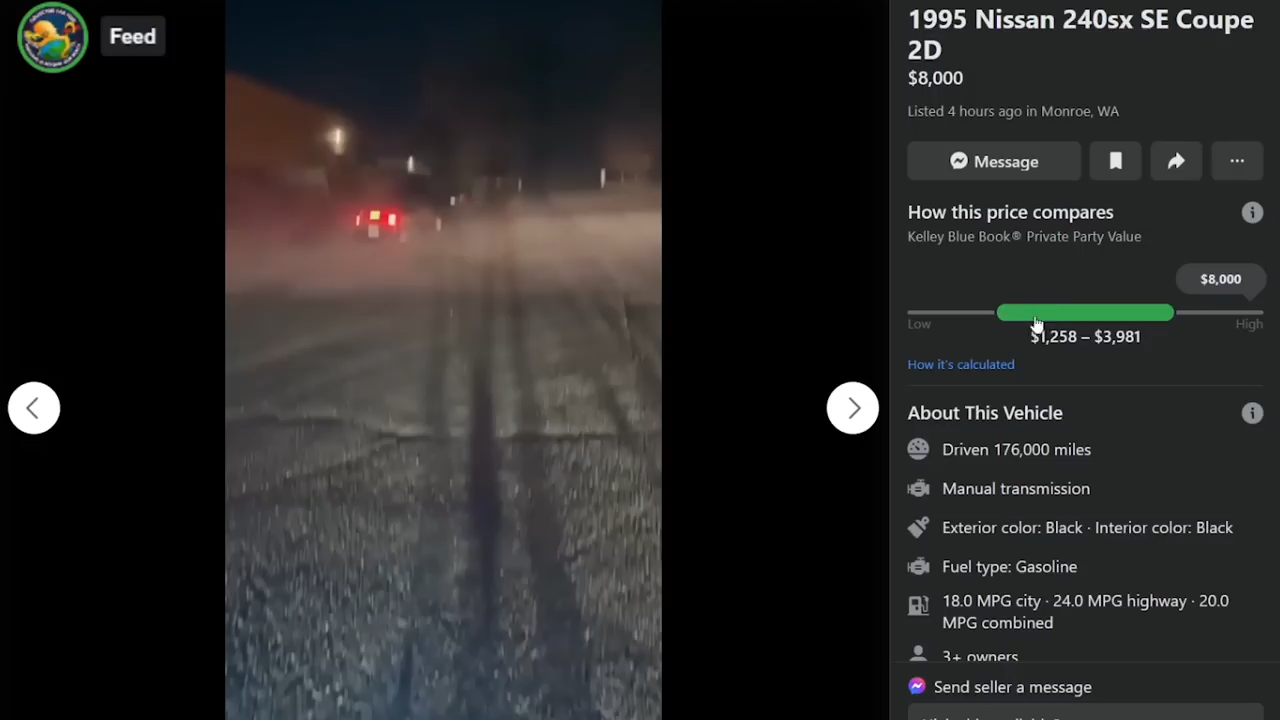 Feed
1995 Nissan 240sx SE Coupe
2D
$8,000
Listed 4 hours ago in Monroe, WA
Message
How this price compares
Kelley Blue Book® Private Party Value
$8,000
Low
High
$1,258 – $3,981
How it's calculated
About This Vehicle
Driven 176,000 miles
Manual transmission
Exterior color: Black · Interior color: Black
Fuel type: Gasoline
18.0 MPG city · 24.0 MPG highway · 20.0
MPG combined
3+ owners
Send seller a message